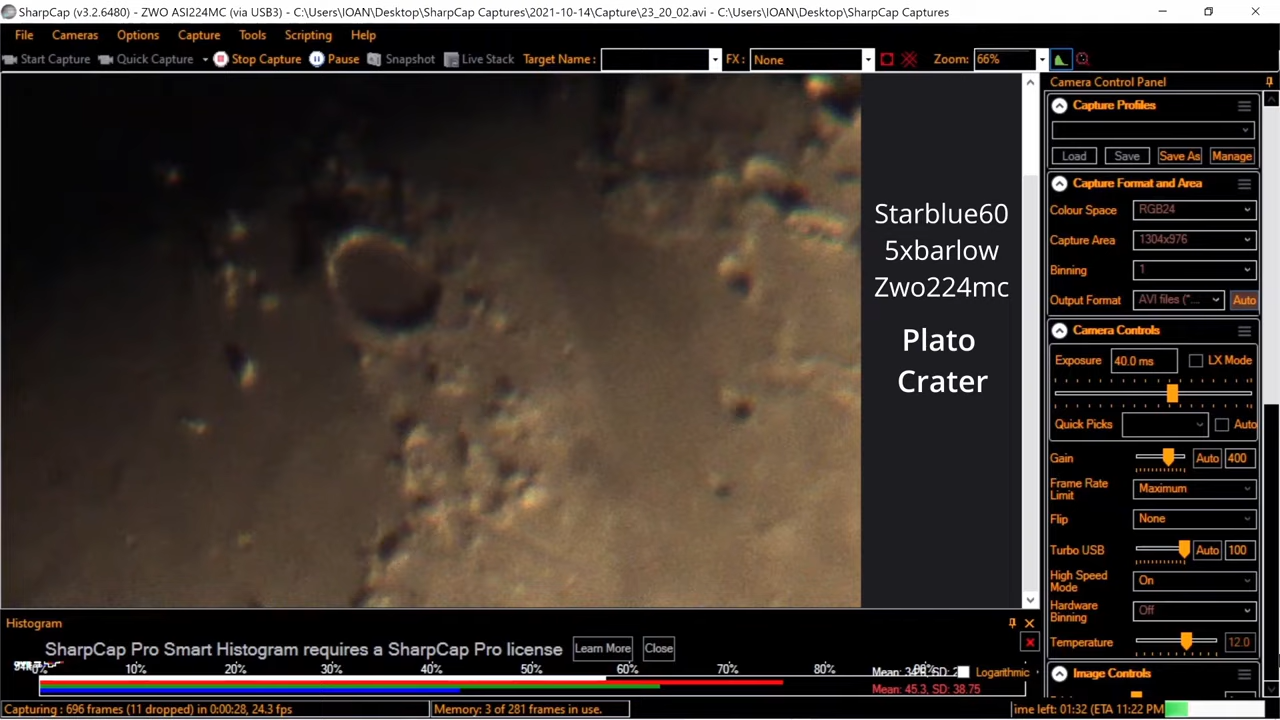 SharpCap (v3.2.6480) - ZWO ASI224MC (via USB3) - C:\Users\IOAN\Desktop\SharpCap Captures\2021-10-14\Capture\23_20_02.avi - C:\Users\IOAN\Desktop\SharpCap Captures
File Cameras Options Capture Tools Scripting Help
Start Capture Quick Capture Stop Capture Pause Snapshot Live Stack Target Name : FX : None Zoom: 66%
Camera Control Panel
Capture Profiles
Load Save Save As Manage
Capture Format and Area
Colour Space RGB24
Capture Area 1304x976
Binning 1
Output Format AVI files (*.... Auto
Camera Controls
Exposure 40.0 ms LX Mode
Quick Picks Auto
Gain Auto 400
Frame Rate Limit Maximum
Flip None
Turbo USB Auto 100
High Speed Mode On
Hardware Binning Off
Temperature 12.0
Image Controls
Starblue60
5xbarlow
Zwo224mc
Plato
Crater
Histogram
SharpCap Pro Smart Histogram requires a SharpCap Pro license Learn More Close
10% 20% 30% 40% 50% 60% 70% 80%
Logarithmic
Mean: 45.3, SD: 38.75
Capturing : 696 frames (11 dropped) in 0:00:28, 24.3 fps
Memory: 3 of 281 frames in use.
ime left: 01:32 (ETA 11:22 PM